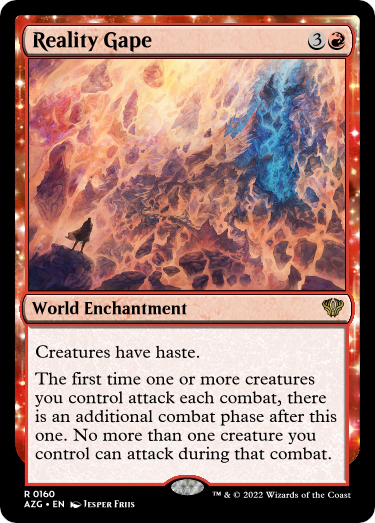 Reality Gape 3
World Enchantment
Creatures have haste.
The first time one or more creatures
you control attack each combat, there
is an additional combat phase after this
one. No more than one creature you
control can attack during that combat.
R 0160
AZG • EN Jesper Friis
™ & © 2022 Wizards of the Coast